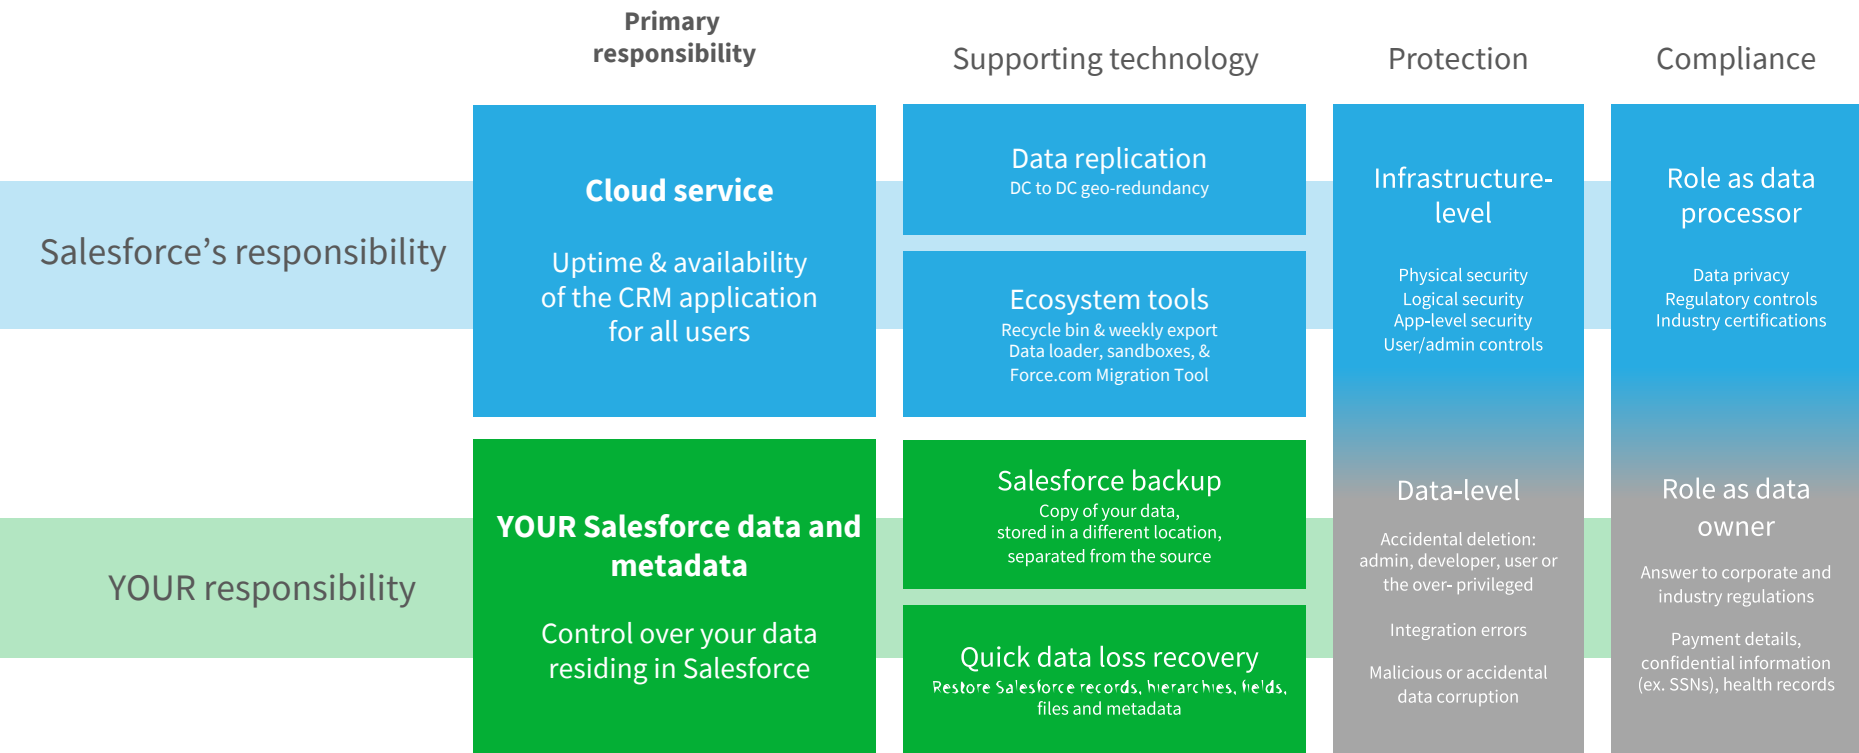 Primary
responsibility
Supporting technology
Protection
Compliance
Salesforce's responsibility
Cloud service
Uptime & availability
of the CRM application
for all users
Data replication
DC to DC geo-redundancy
Ecosystem tools
Recycle bin & weekly export
Data loader, sandboxes, &
Force.com Migration Tool
Infrastructure-
level
Physical security
Logical security
App-level security
User/admin controls
Role as data
processor
Data privacy
Regulatory controls
Industry certifications
YOUR responsibility
YOUR Salesforce data and
metadata
Control over your data
residing in Salesforce
Salesforce backup
Copy of your data,
stored in a different location,
separated from the source
Quick data loss recovery
Restore Salesforce records, hierarchies, fields,
files and metadata
Data-level
Accidental deletion:
admin, developer, user or
the over- privileged
Integration errors
Malicious or accidental
data corruption
Role as data
owner
Answer to corporate and
industry regulations
Payment details,
confidential information
(ex. SSNs), health records